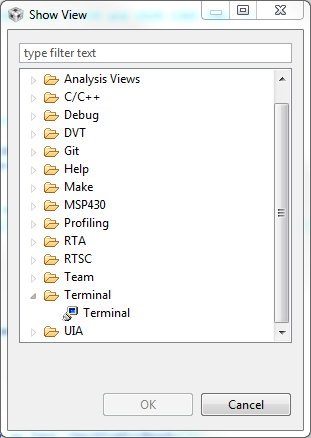 Show View
type filter text
Analysis Views
C/C++
Debug
DVT
Git
Help
Make
MSP430
Profiling
RTA
RTSC
Team
Terminal
Terminal
UIA
OK
Cancel